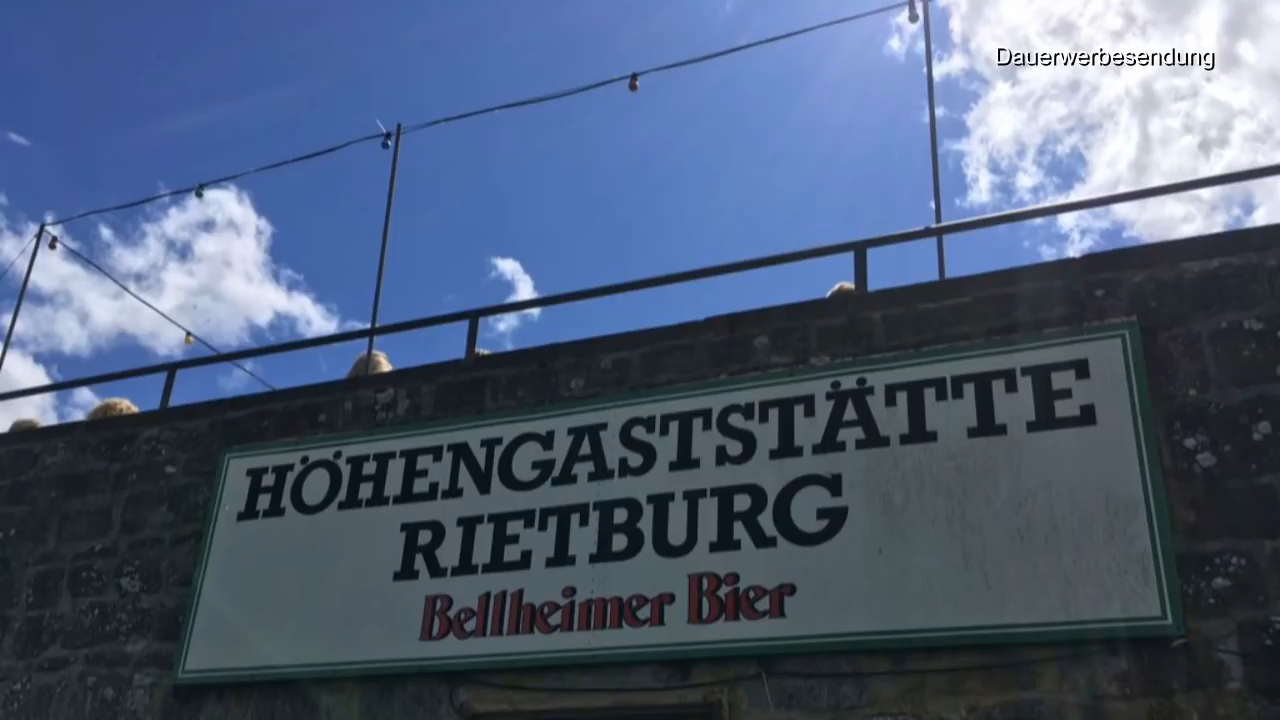 Dauerwerbesendung
HÖHENGASTSTÄTTE
RIETBURG
Bellheimer Bier